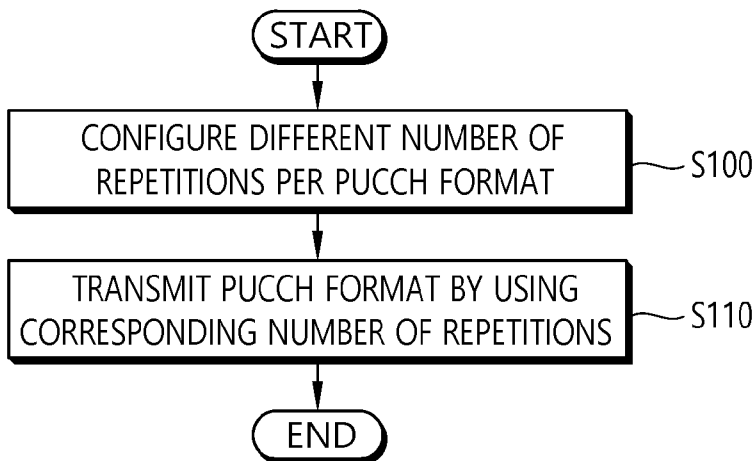 START
CONFIGURE DIFFERENT NUMBER OF
REPETITIONS PER PUCCH FORMAT
S100
TRANSMIT PUCCH FORMAT BY USING
CORRESPONDING NUMBER OF REPETITIONS
S110
END